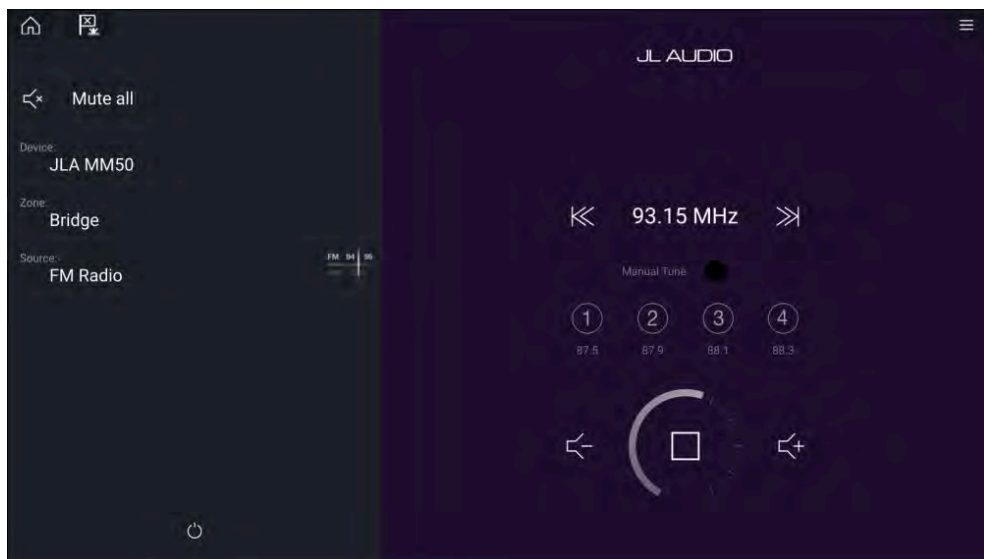 JL AUDIO
Mute all
Device:
JLA MM50
Zone:
Bridge
Source:
FM Radio
FM 94 96
93.15 MHz
Manual Tune
1 2 3 4
87.5 87.9 88.1 88.3